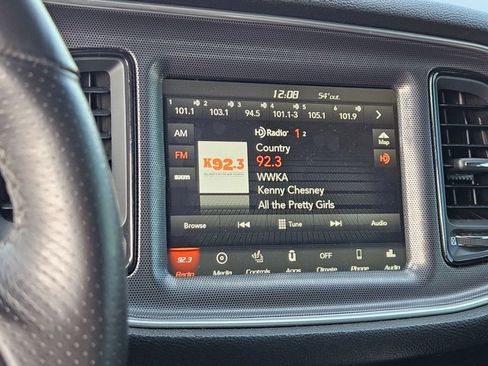 12:08 54°out.
1 2 3 4 5 6
101.1 103.1 94.5 101.1-3 105.1 101.9
AM
HD Radio 1 2
Map
Country
FM
K92.3
92.3
HD
WWKA
sxm
Kenny Chesney
All the Pretty Girls
Browse Tune Audio
92.3 OFF
Radio Media Controls Apps Climate Phone Audio